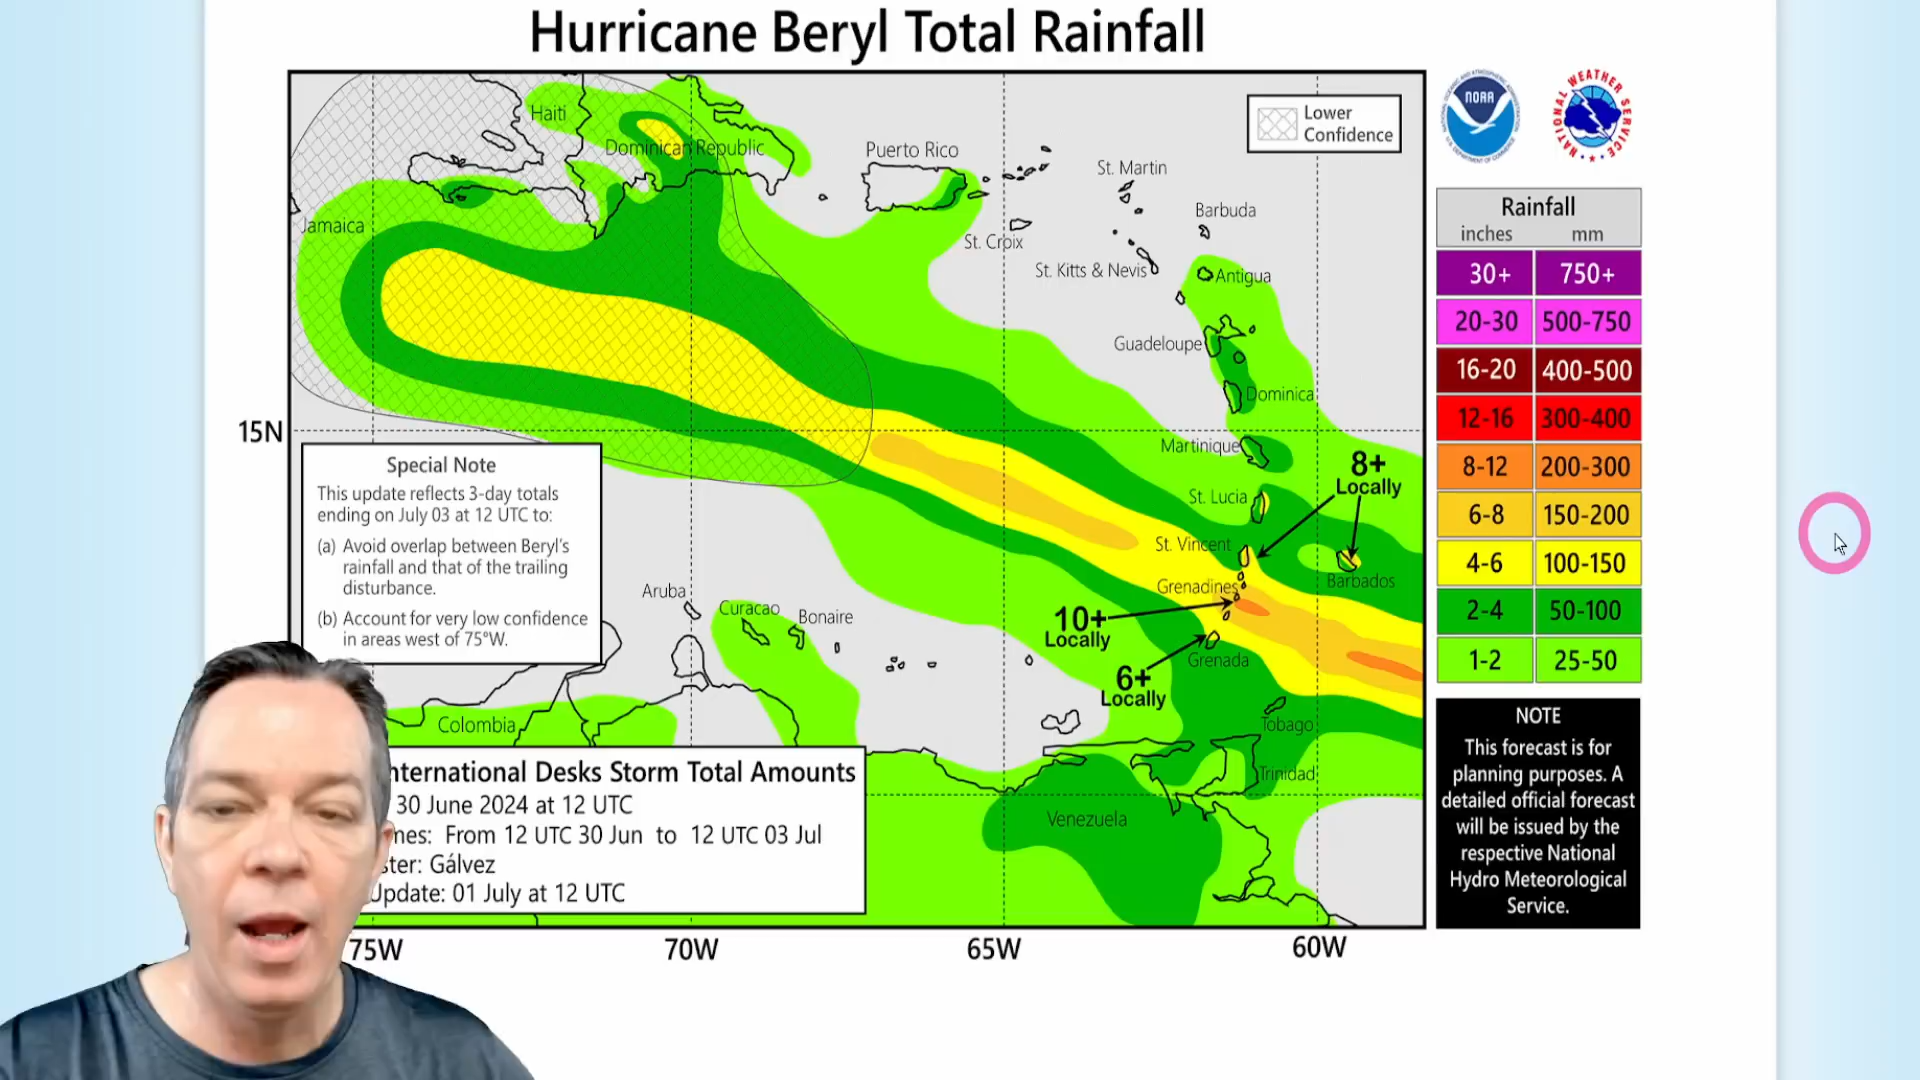 Hurricane Beryl Total Rainfall
Haiti
Dominican Republic
Puerto Rico
Jamaica
St. Croix
St. Martin
Barbuda
St. Kitts & Nevis
Antigua
Guadeloupe
Dominica
Martinique
St. Lucia
St. Vincent
Barbados
Grenadines
Grenada
Tobago
Trinidad
Venezuela
Aruba
Curacao
Bonaire
Colombia
8+
Locally
10+
Locally
6+
Locally
Lower
Confidence
15N
75W
70W
65W
60W
Special Note
This update reflects 3-day totals
ending on July 03 at 12 UTC to:
(a) Avoid overlap between Beryl's
rainfall and that of the trailing
disturbance.
(b) Account for very low confidence
in areas west of 75°W.
International Desks Storm Total Amounts
30 June 2024 at 12 UTC
mes: From 12 UTC 30 Jun to 12 UTC 03 Jul
ster: Gálvez
Update: 01 July at 12 UTC
NOAA
NATIONAL WEATHER SERVICE
Rainfall
inches mm
30+ 750+
20-30 500-750
16-20 400-500
12-16 300-400
8-12 200-300
6-8 150-200
4-6 100-150
2-4 50-100
1-2 25-50
NOTE
This forecast is for
planning purposes. A
detailed official forecast
will be issued by the
respective National
Hydro Meteorological
Service.